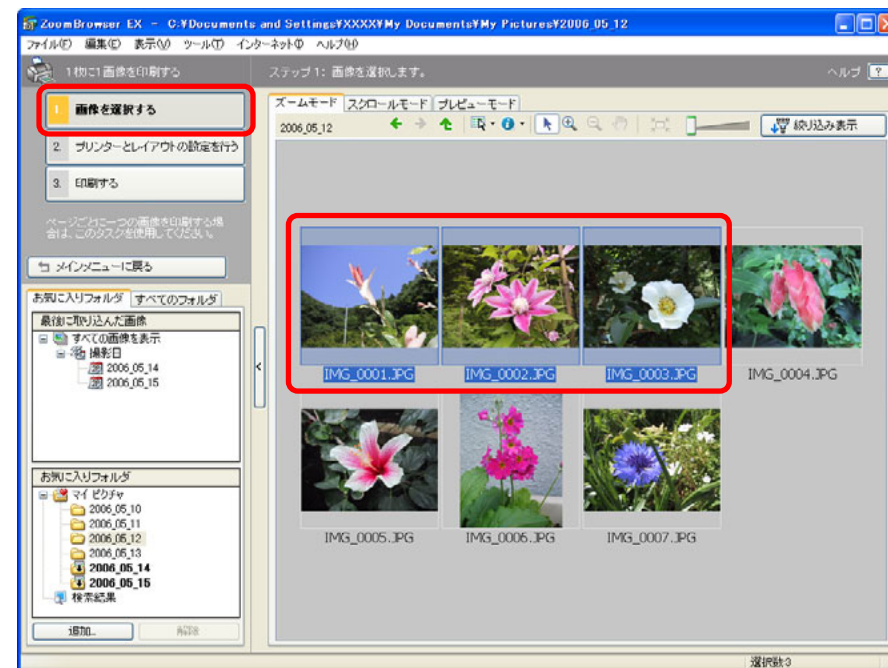 ZoomBrowser EX - C:¥Documents and Settings¥XXXX¥My Documents¥My Pictures¥2006_05_12
ファイル(F) 編集(E) 表示(V) ツール(T) インターネット(I) ヘルプ(H)
1枚に1画像を印刷する
ステップ1: 画像を選択します。
ヘルプ ?
1. 画像を選択する
2. プリンターとレイアウトの設定を行う
3. 印刷する
ページごとに一つの画像を印刷する場
合は、このタスクを使用してください。
メインメニューに戻る
お気に入りフォルダ すべてのフォルダ
最後に取り込んだ画像
すべての画像を表示
撮影日
2006_05_14
2006_05_15
お気に入りフォルダ
マイ ピクチャ
2006_05_10
2006_05_11
2006_05_12
2006_05_13
2006_05_14
2006_05_15
検索結果
追加... 解除
ズームモード スクロールモード プレビューモード
2006_05_12
絞り込み表示
IMG_0001.JPG IMG_0002.JPG IMG_0003.JPG IMG_0004.JPG
IMG_0005.JPG IMG_0006.JPG IMG_0007.JPG
選択数:3